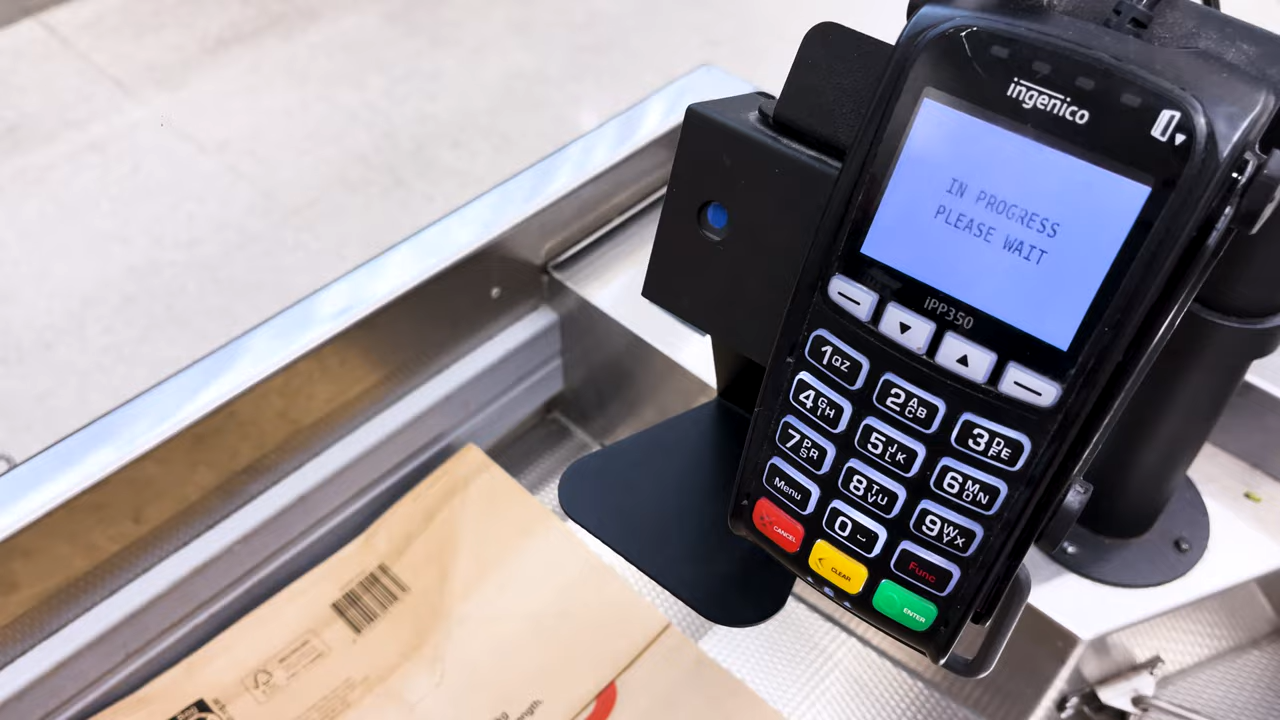 ingenico
IN PROGRESS
PLEASE WAIT
iPP350
1QZ
2ABC
3DEF
4GHI
5JKL
6MNO
7PRS
8TUV
9WXY
Menu
0
Func
CANCEL
CLEAR
ENTER